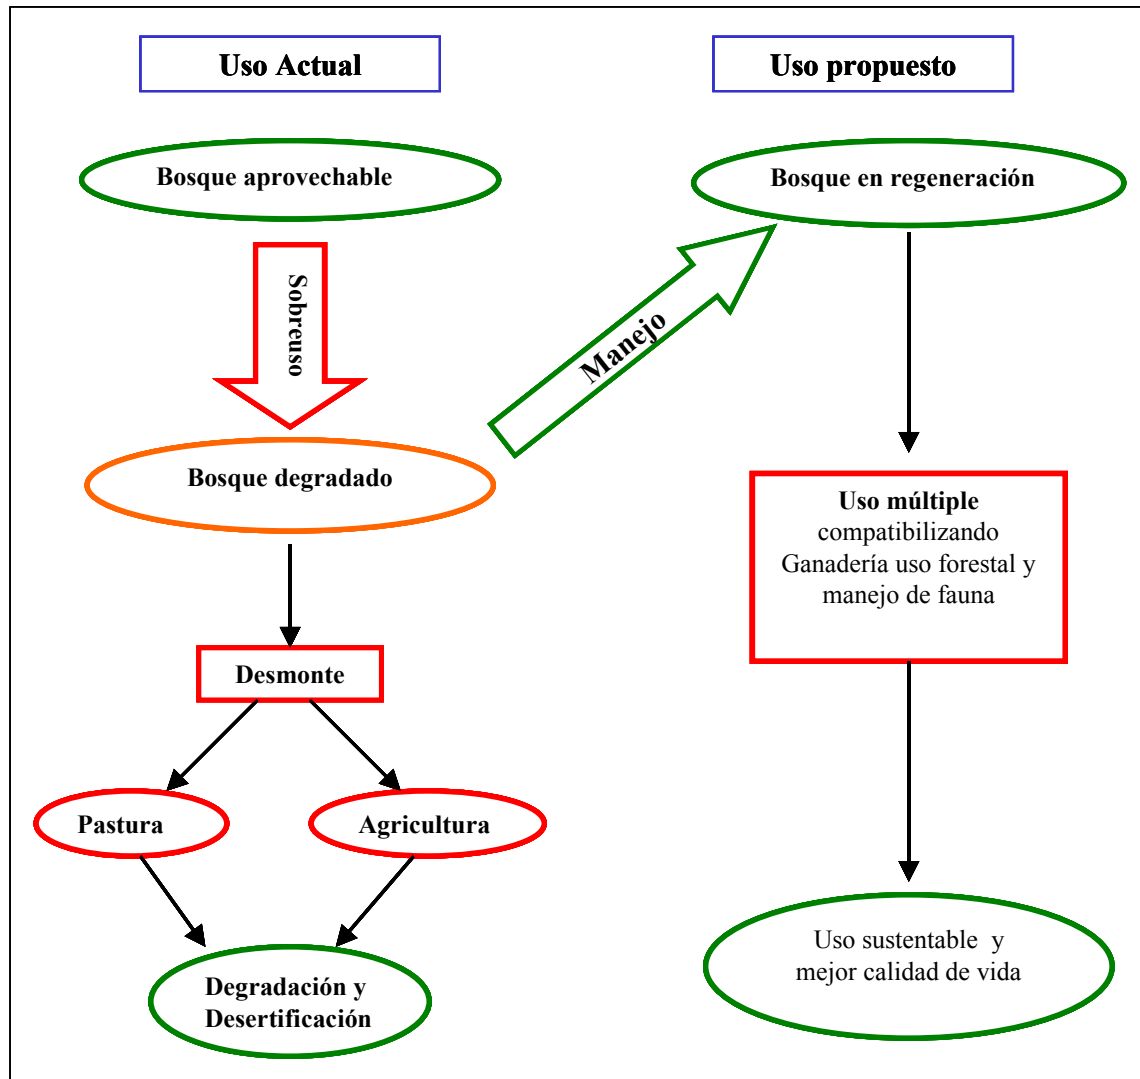 Uso Actual
Bosque aprovechable
Sobreuso
Bosque degradado
Desmonte
Pastura
Agricultura
Degradación y
Desertificación
Manejo
Uso propuesto
Bosque en regeneración
Uso múltiple
compatibilizando
Ganadería uso forestal y
manejo de fauna
Uso sustentable y
mejor calidad de vida